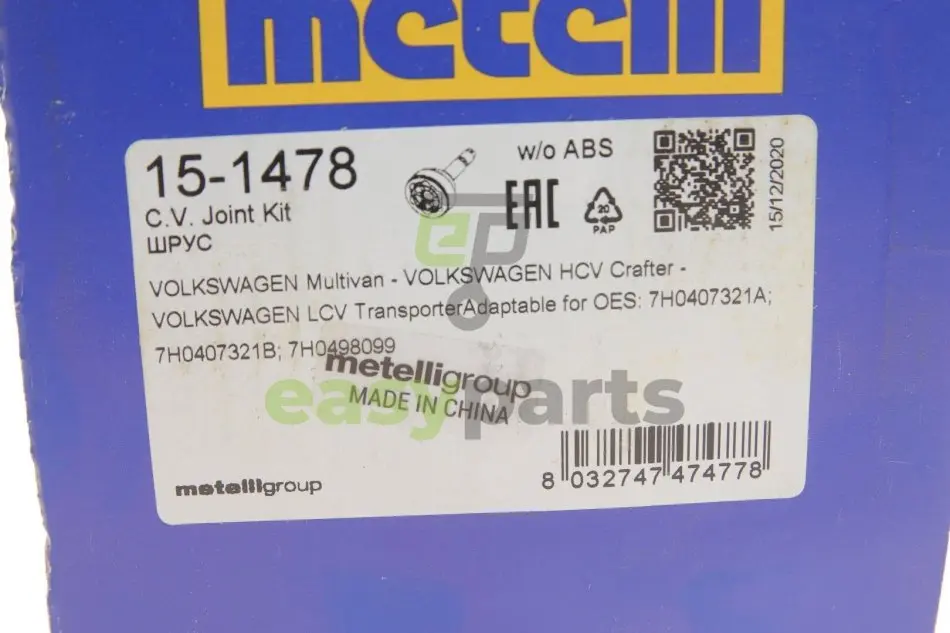 metelli
15-1478
w/o ABS
C.V. Joint Kit
ШРУС
EAC
20
PAP
15/12/2020
VOLKSWAGEN Multivan - VOLKSWAGEN HCV Crafter -
VOLKSWAGEN LCV TransporterAdaptable for OES: 7H0407321A;
7H0407321B; 7H0498099
metelligroup
MADE IN CHINA
easyparts
metelligroup
8 032747 474778